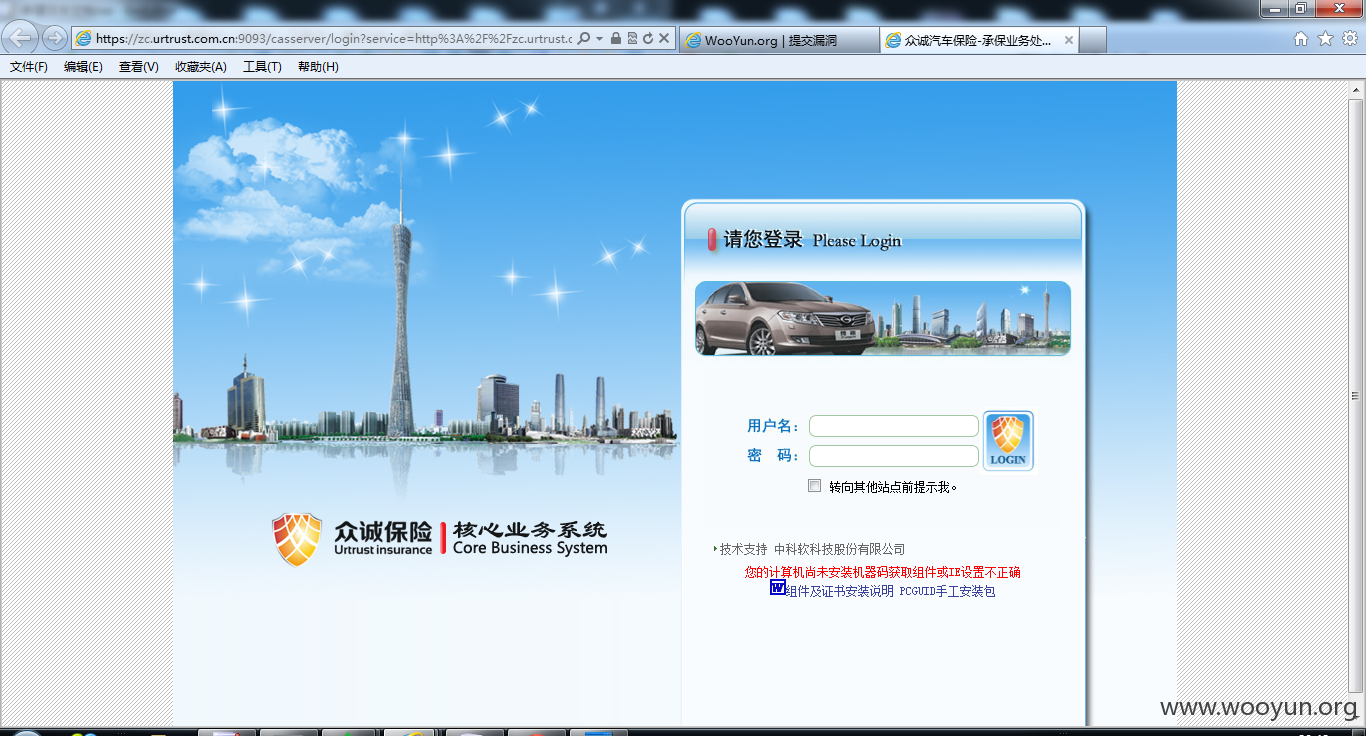 https://zc.urtrust.com.cn:9093/casserver/login?service=http%3A%2F%2Fzc.urtrust.c
WooYun.org | 提交漏洞
众诚汽车保险-承保业务处...
文件(F) 编辑(E) 查看(V) 收藏夹(A) 工具(T) 帮助(H)
请您登录 Please Login
用户名：
密 码：
LOGIN
转向其他站点前提示我。
众诚保险 核心业务系统
Urtrust insurance Core Business System
技术支持 中科软科技股份有限公司
您的计算机尚未安装机器码获取组件或IE设置不正确
组件及证书安装说明 PCGUID手工安装包
www.wooyun.org